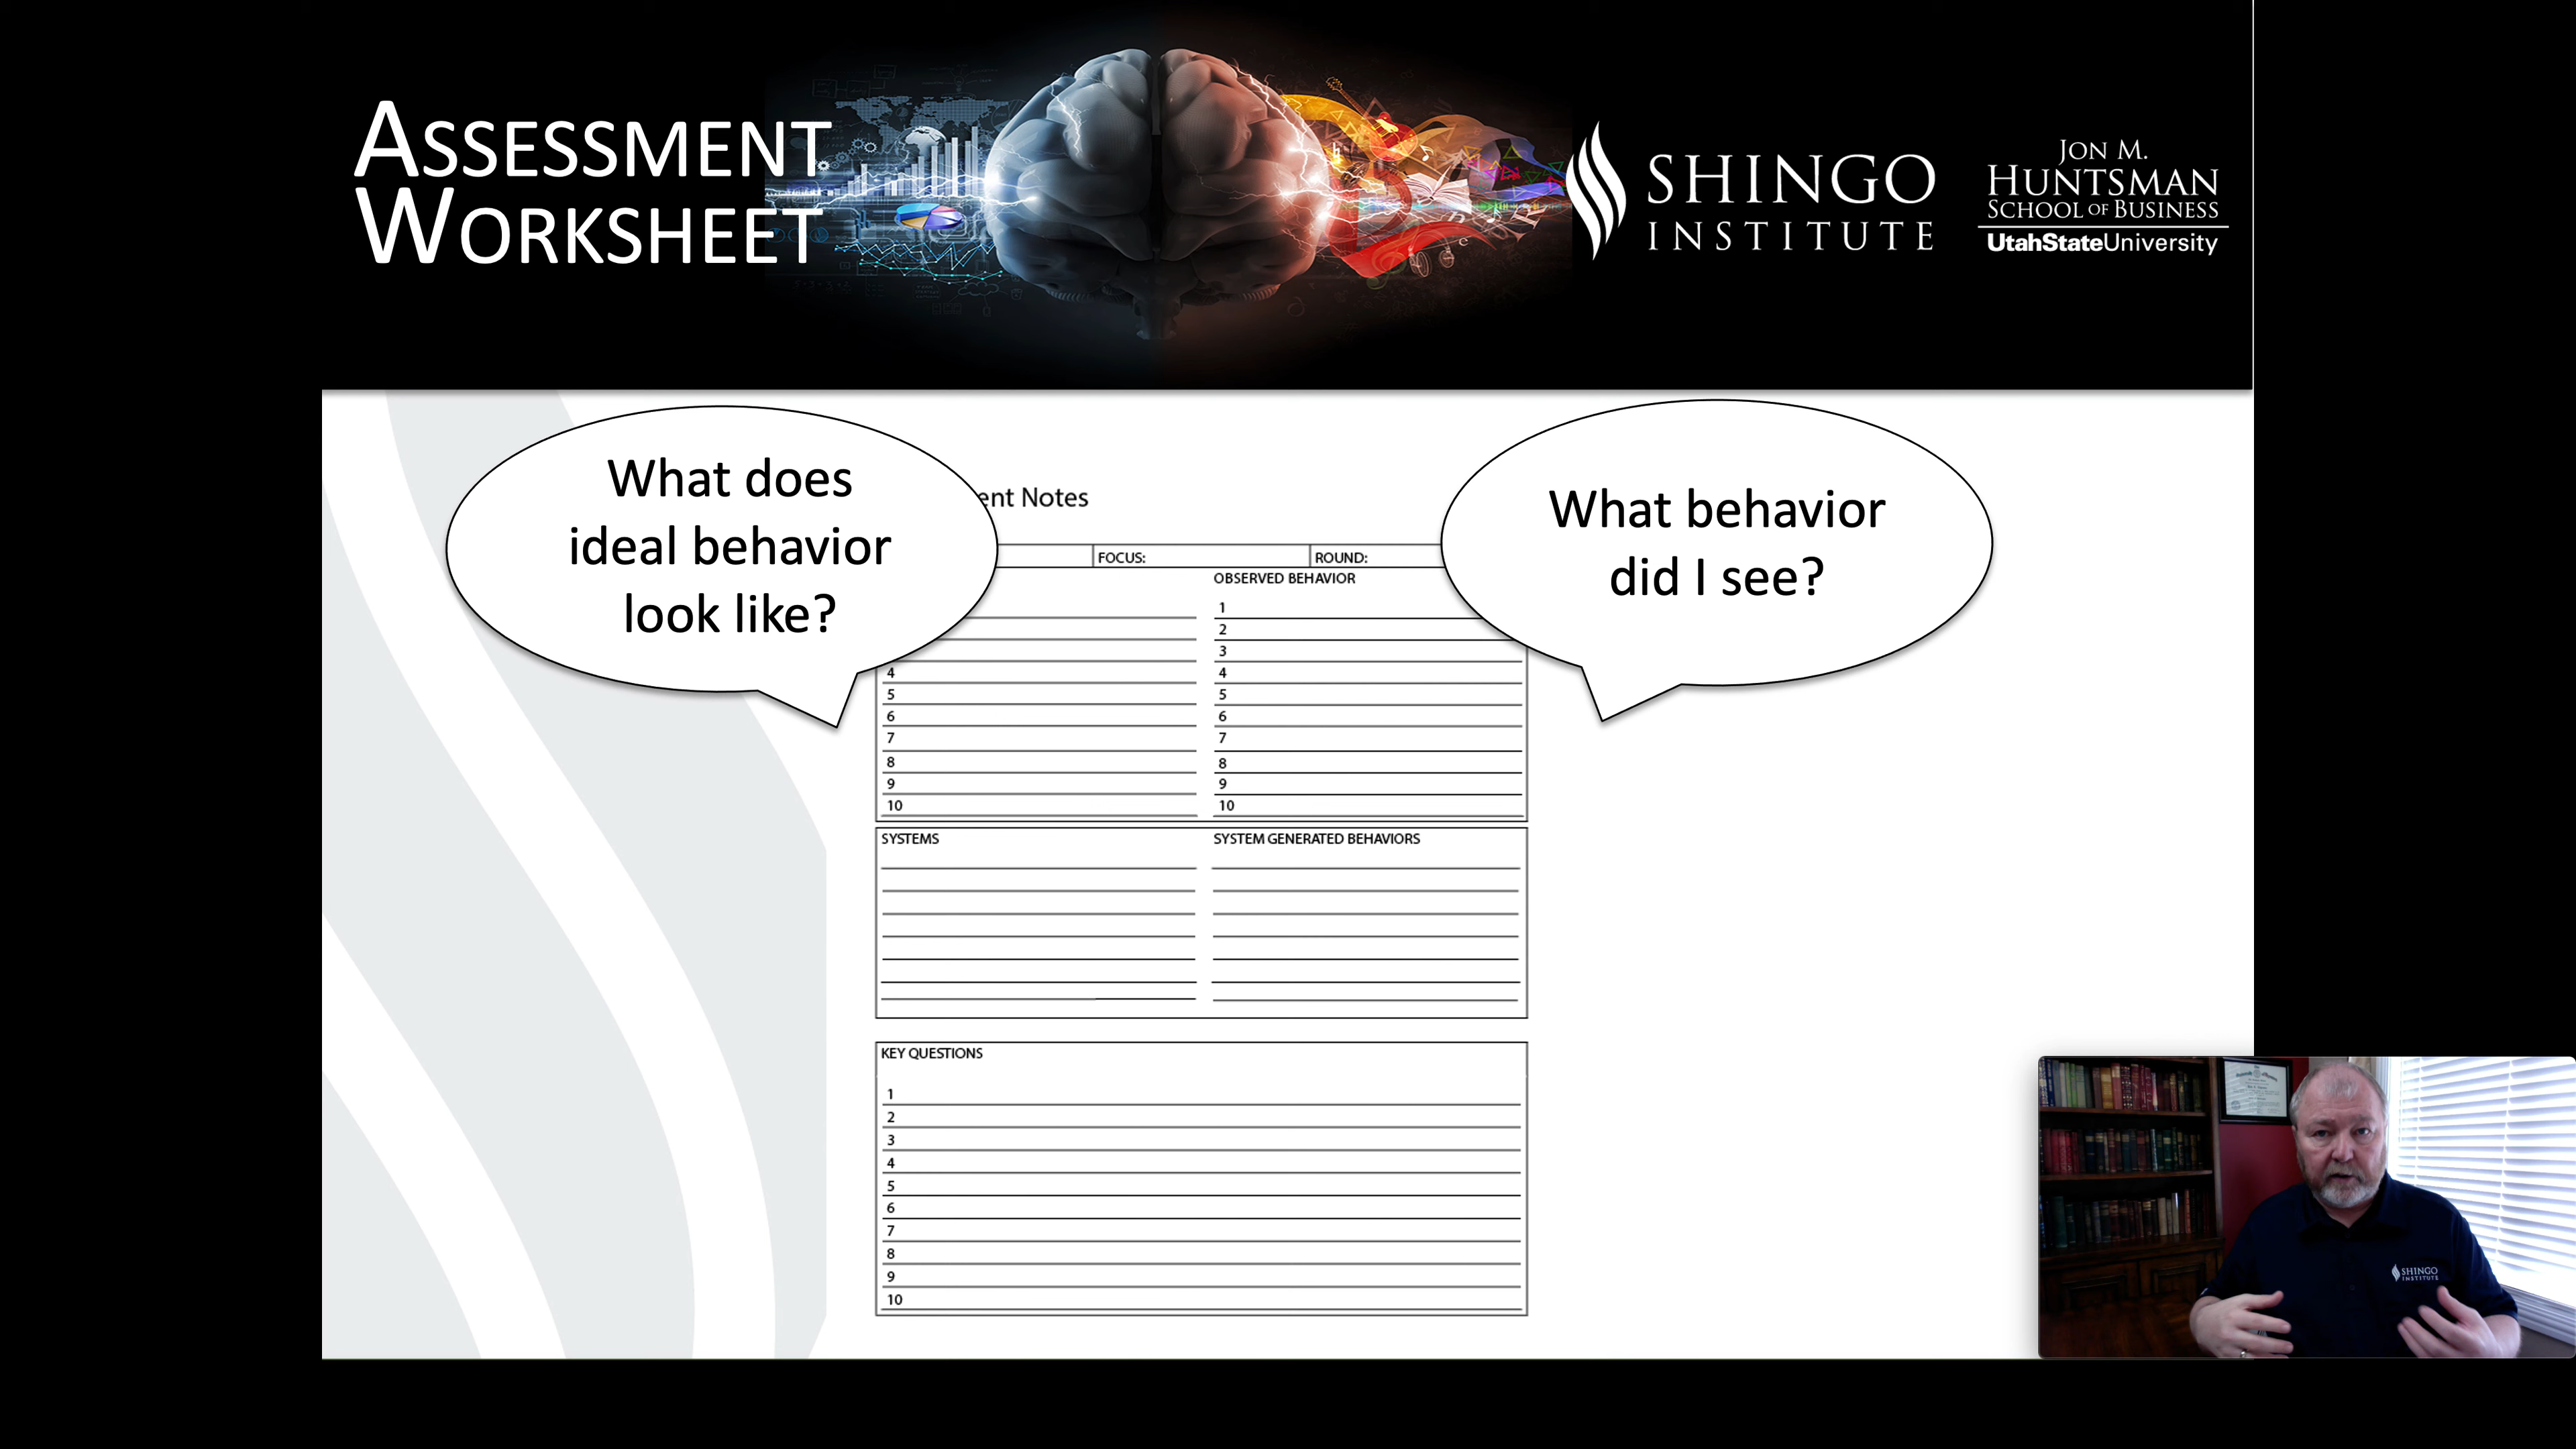 ASSESSMENT
WORKSHEET
SHINGO
INSTITUTE
JON M.
HUNTSMAN
SCHOOL OF BUSINESS
UtahStateUniversity
What does
ideal behavior
look like?
What behavior
did I see?
ent Notes
FOCUS:
ROUND:
OBSERVED BEHAVIOR
1
2
3
4
5
6
7
8
9
10
4
5
6
7
8
9
10
SYSTEMS
SYSTEM GENERATED BEHAVIORS
KEY QUESTIONS
1
2
3
4
5
6
7
8
9
10
SHINGO
INSTITUTE